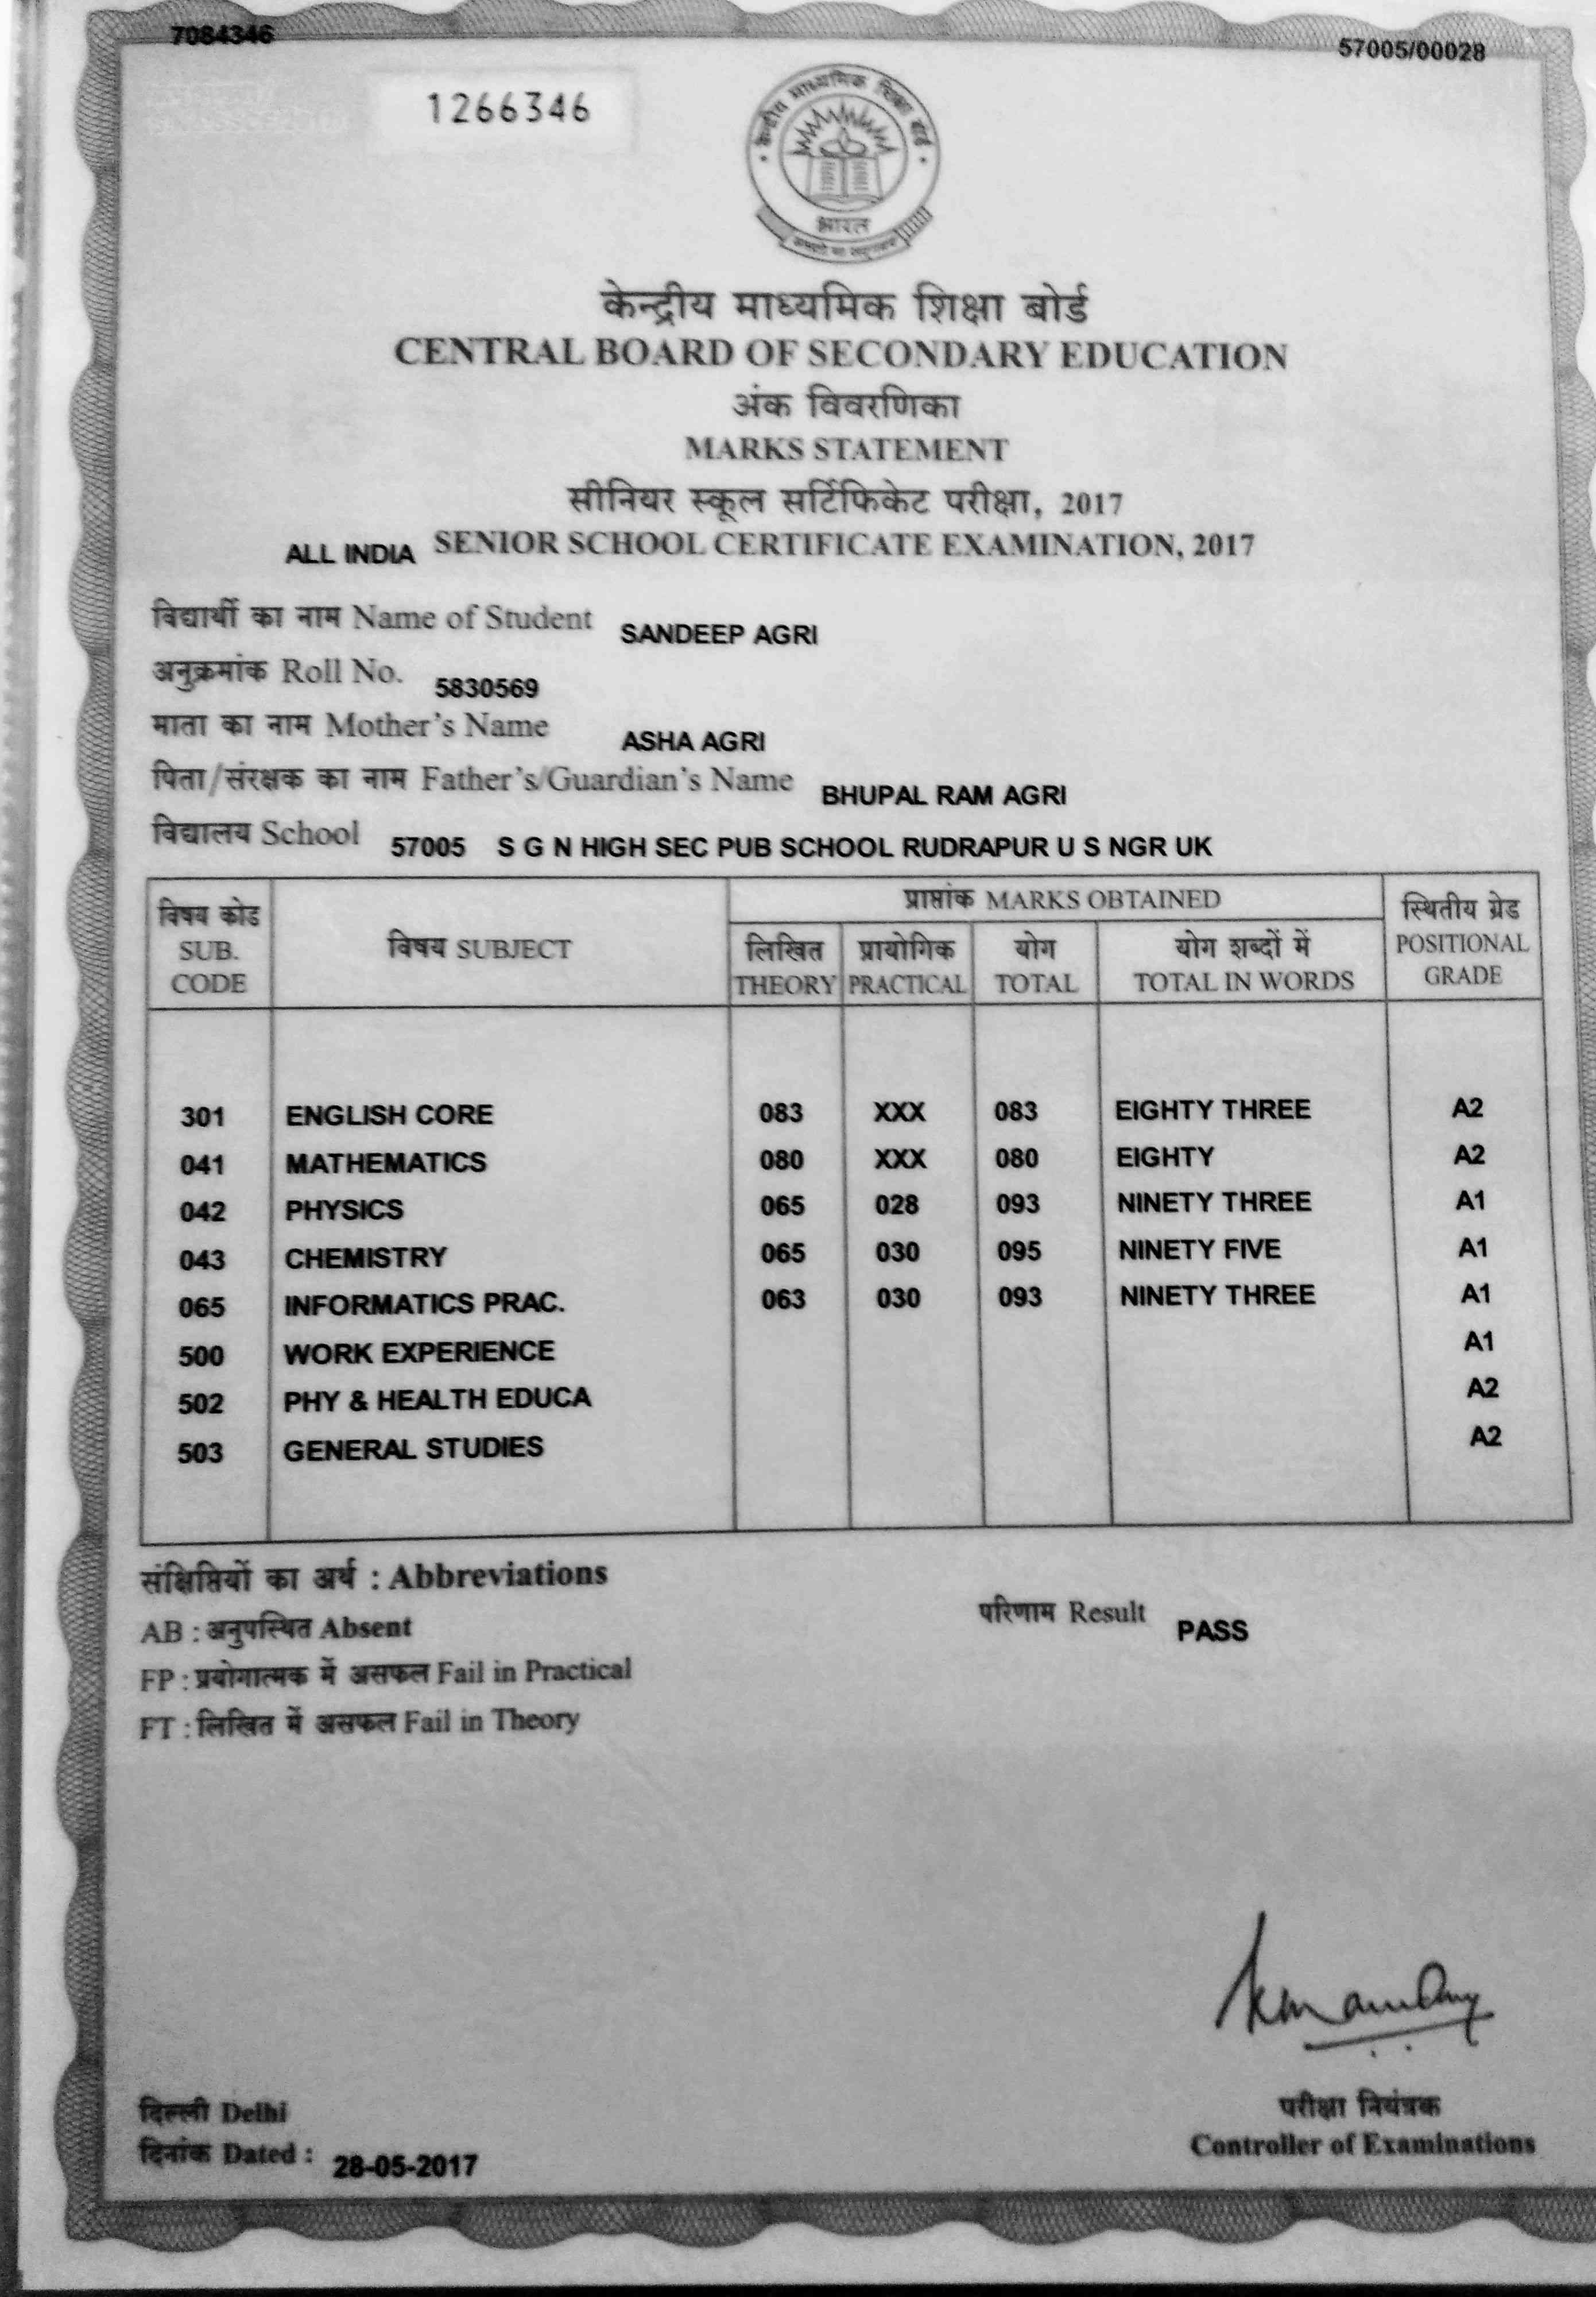 7084346
57005/00028
1266346
केन्द्रीय माध्यमिक शिक्षा बोर्ड
भारत
केन्द्रीय माध्यमिक शिक्षा बोर्ड
CENTRAL BOARD OF SECONDARY EDUCATION
अंक विवरणिका
MARKS STATEMENT
सीनियर स्कूल सर्टिफिकेट परीक्षा, 2017
ALL INDIA SENIOR SCHOOL CERTIFICATE EXAMINATION, 2017
विद्यार्थी का नाम Name of Student SANDEEP AGRI
अनुक्रमांक Roll No. 5830569
माता का नाम Mother's Name ASHA AGRI
पिता/संरक्षक का नाम Father's/Guardian's Name BHUPAL RAM AGRI
विद्यालय School 57005 S G N HIGH SEC PUB SCHOOL RUDRAPUR U S NGR UK
विषय कोड SUB. CODE
विषय SUBJECT
प्राप्तांक MARKS OBTAINED
लिखित THEORY
प्रायोगिक PRACTICAL
योग TOTAL
योग शब्दों में TOTAL IN WORDS
स्थितीय ग्रेड POSITIONAL GRADE
301 ENGLISH CORE 083 XXX 083 EIGHTY THREE A2
041 MATHEMATICS 080 XXX 080 EIGHTY A2
042 PHYSICS 065 028 093 NINETY THREE A1
043 CHEMISTRY 065 030 095 NINETY FIVE A1
065 INFORMATICS PRAC. 063 030 093 NINETY THREE A1
500 WORK EXPERIENCE A1
502 PHY & HEALTH EDUCA A2
503 GENERAL STUDIES A2
संक्षिप्तियों का अर्थ : Abbreviations
AB : अनुपस्थित Absent
परिणाम Result PASS
FP : प्रयोगात्मक में असफल Fail in Practical
FT : लिखित में असफल Fail in Theory
दिल्ली Delhi
दिनांक Dated : 28-05-2017
परीक्षा नियंत्रक
Controller of Examinations